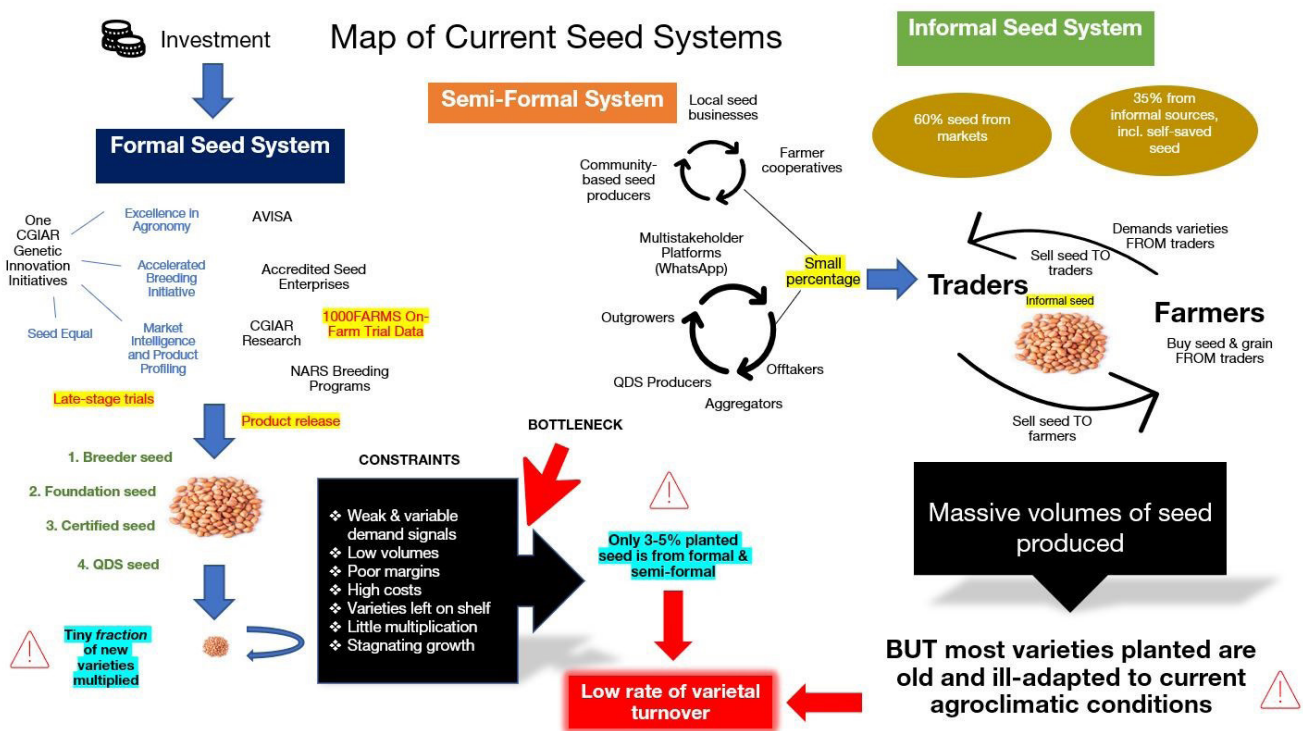 Investment
Map of Current Seed Systems
Informal Seed System
Formal Seed System
One
CGIAR
Genetic
Innovation
Initiatives
Excellence in
Agronomy
Accelerated
Breeding
Initiative
Seed Equal
Market
Intelligence
and Product
Profiling
AVISA
Accredited Seed
Enterprises
CGIAR
Research
1000FARMS On-
Farm Trial Data
NARS Breeding
Programs
Late-stage trials
Product release
1. Breeder seed
2. Foundation seed
3. Certified seed
4. QDS seed
Tiny fraction
of new
varieties
multiplied
CONSTRAINTS
❖ Weak & variable
demand signals
❖ Low volumes
❖ Poor margins
❖ High costs
❖ Varieties left on shelf
❖ Little multiplication
❖ Stagnating growth
BOTTLENECK
Semi-Formal System
Local seed
businesses
Community-
based seed
producers
Farmer
cooperatives
Multistakeholder
Platforms
(WhatsApp)
Small
percentage
Outgrowers
Offtakers
QDS Producers
Aggregators
Only 3-5% planted
seed is from formal &
semi-formal
Low rate of varietal
turnover
60% seed from
markets
35% from
informal sources,
incl. self-saved
seed
Demands varieties
FROM traders
Sell seed TO
traders
Traders
Informal seed
Farmers
Buy seed & grain
FROM traders
Sell seed TO
farmers
Massive volumes of seed
produced
BUT most varieties planted are
old and ill-adapted to current
agroclimatic conditions